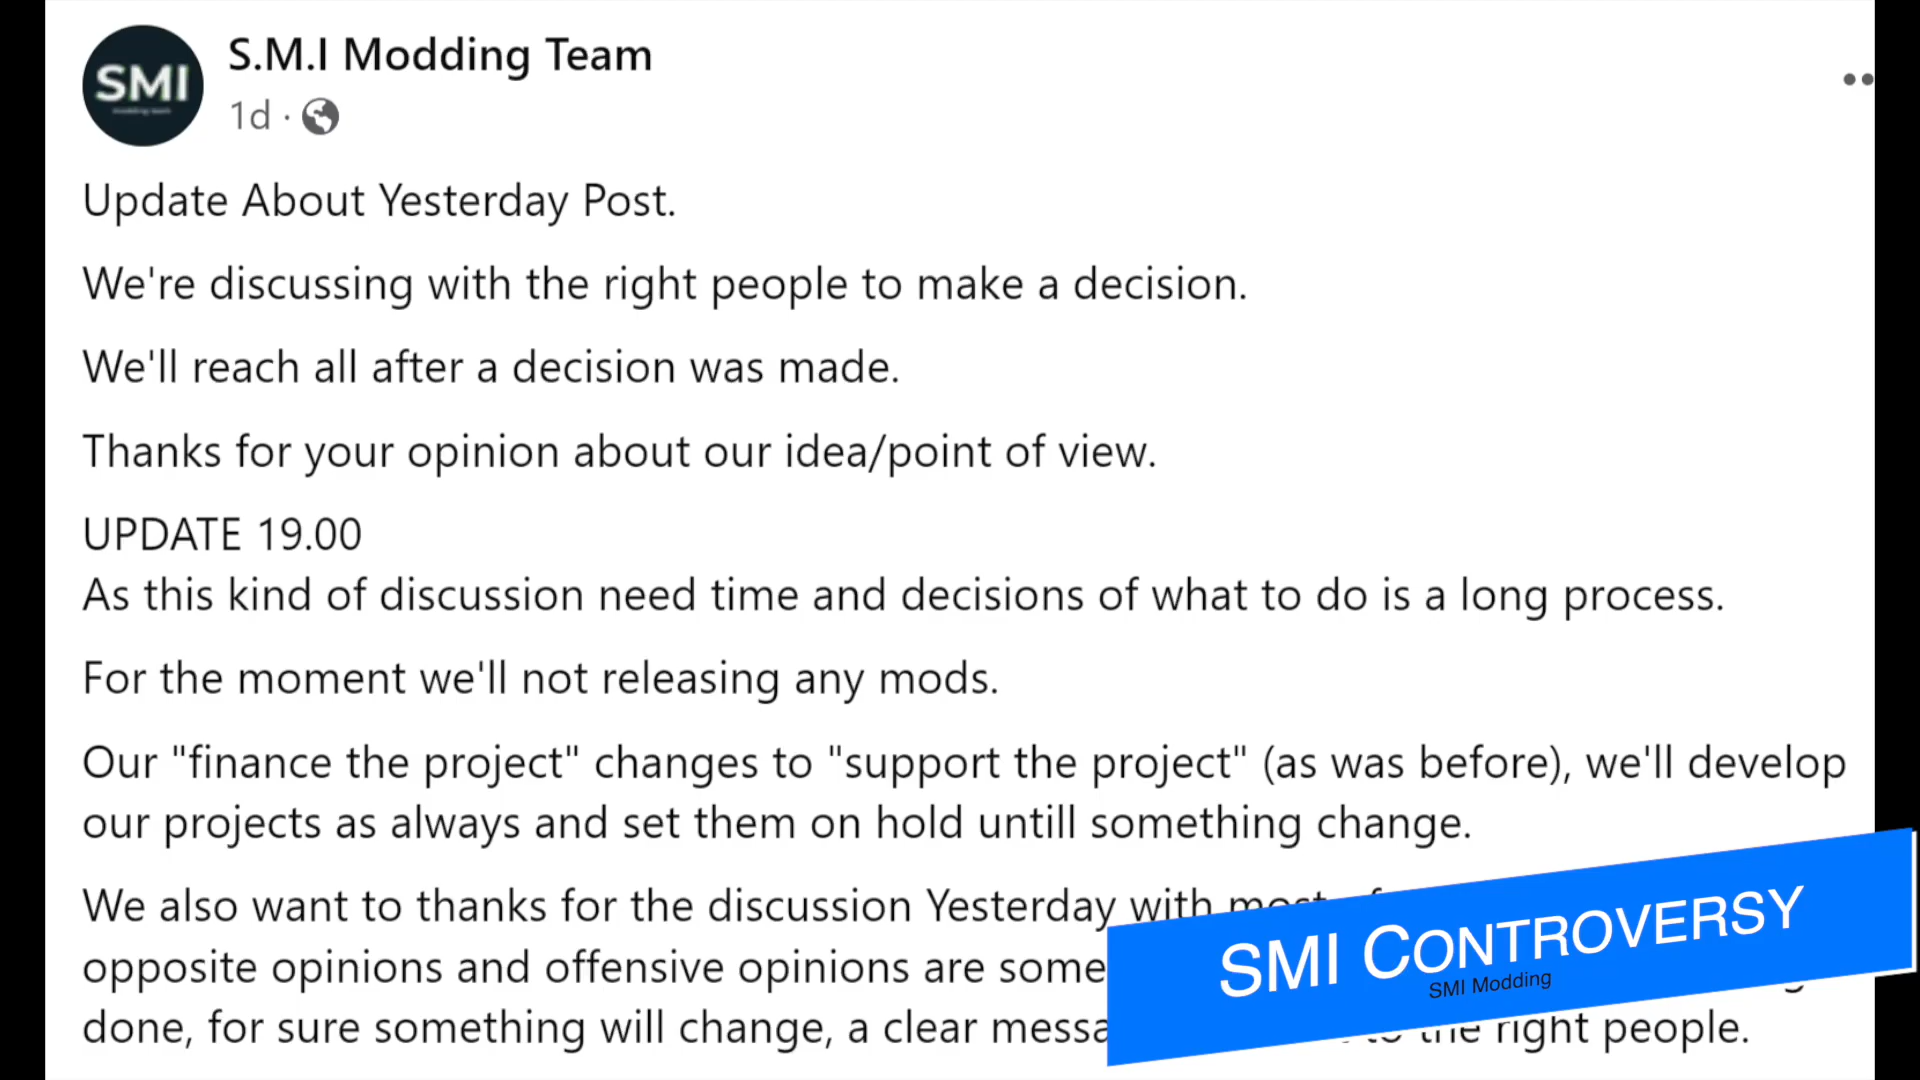 SMI
S.M.I Modding Team
1d ·
Update About Yesterday Post.
We're discussing with the right people to make a decision.
We'll reach all after a decision was made.
Thanks for your opinion about our idea/point of view.
UPDATE 19.00
As this kind of discussion need time and decisions of what to do is a long process.
For the moment we'll not releasing any mods.
Our "finance the project" changes to "support the project" (as was before), we'll develop
our projects as always and set them on hold untill something change.
We also want to thanks for the discussion Yesterday with
opposite opinions and offensive opinions are some
done, for sure something will change, a clear the right people.
SMI CONTROVERSY
SMI Modding